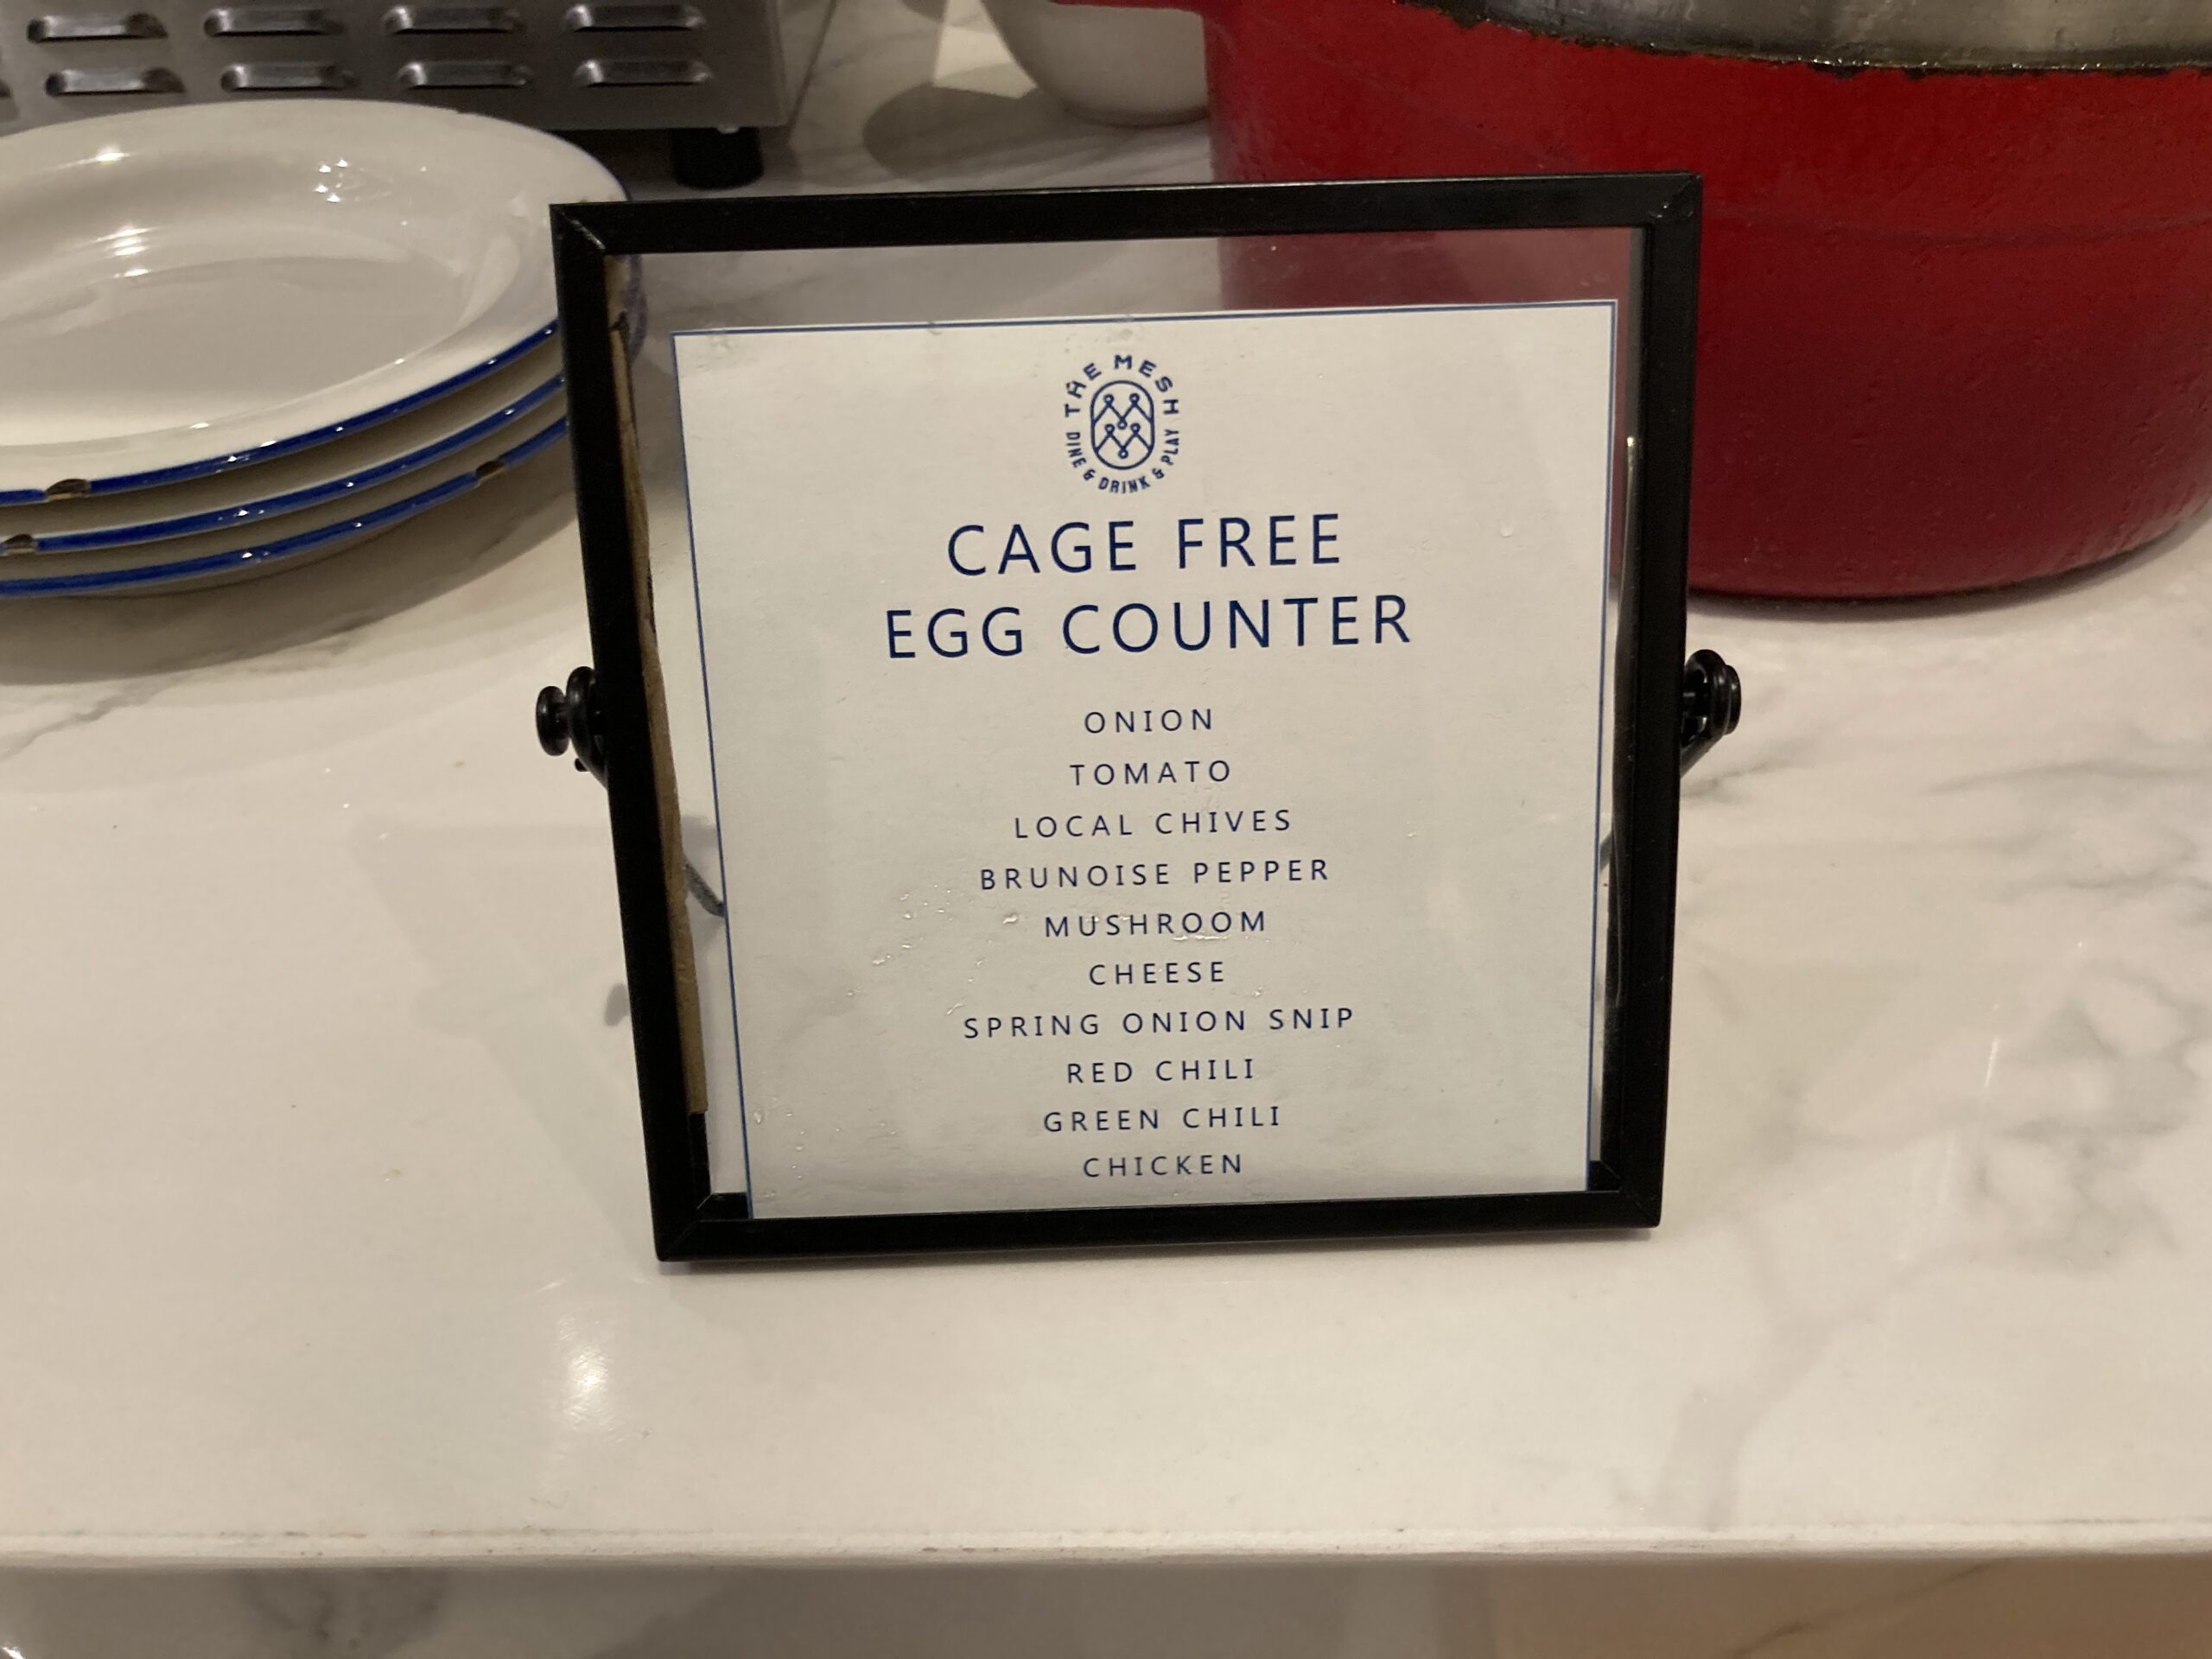 THE MESH
DINE & DRINK & PLAY
CAGE FREE
EGG COUNTER
ONION
TOMATO
LOCAL CHIVES
BRUNOISE PEPPER
MUSHROOM
CHEESE
SPRING ONION SNIP
RED CHILI
GREEN CHILI
CHICKEN